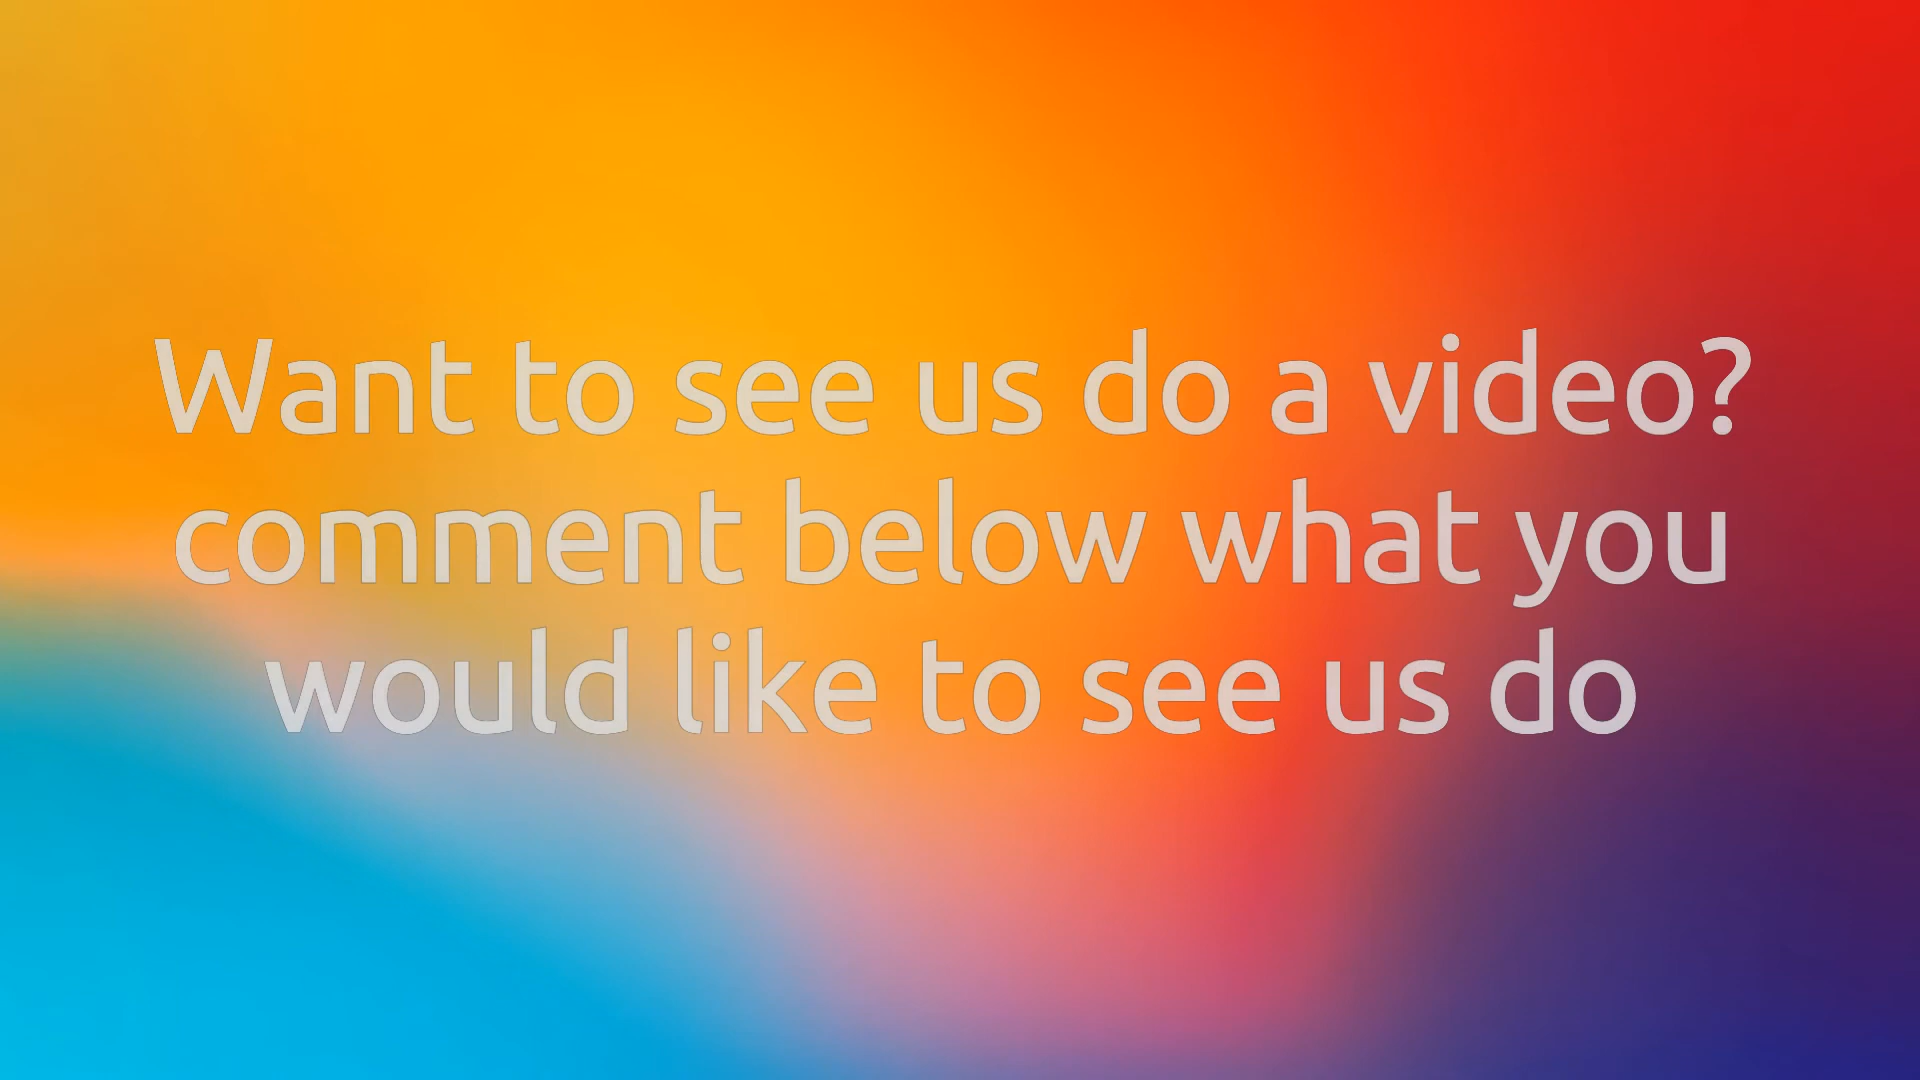 Want to see us do a video?
comment below what you
would like to see us do